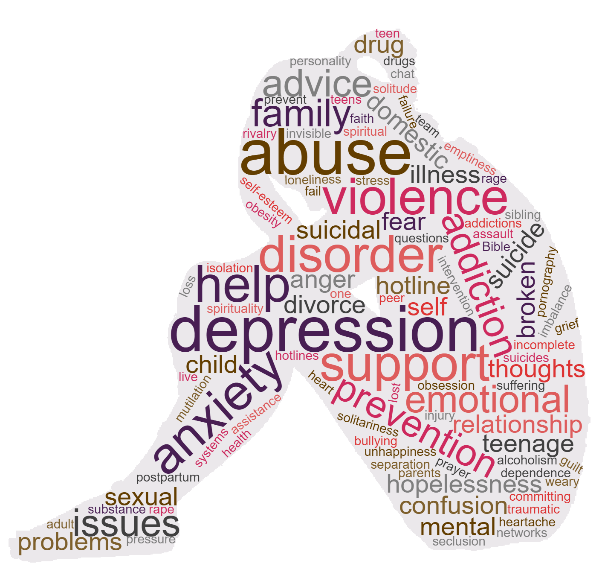 teen
drug
personality
drugs
chat
advice
solitude
prevent
teens
failure
family
faith
domestic
team
rivalry
invisible
spiritual
abuse
emptiness
illness
rage
loneliness
stress
self-esteem
fail
violence
obesity
sibling
suicidal
fear
addictions
assault
questions
Bible
suicide
disorder
addiction
isolation
loss
help
anger
hotline
intervention
pornography
spirituality
one
divorce
peer
self
broken
imbalance
grief
depression
hotlines
incomplete
suicides
child
support
thoughts
live
anxiety
mutilation
heart
lost
obsession
suffering
emotional
prevention
systems
assistance
health
solitariness
injury
relationship
bullying
teenage
unhappiness
separation
parents
prayer
alcoholism
guilt
postpartum
dependence
hopelessness
weary
sexual
committing
substance
rape
confusion
traumatic
adult
issues
mental
heartache
problems
pressure
networks
seclusion